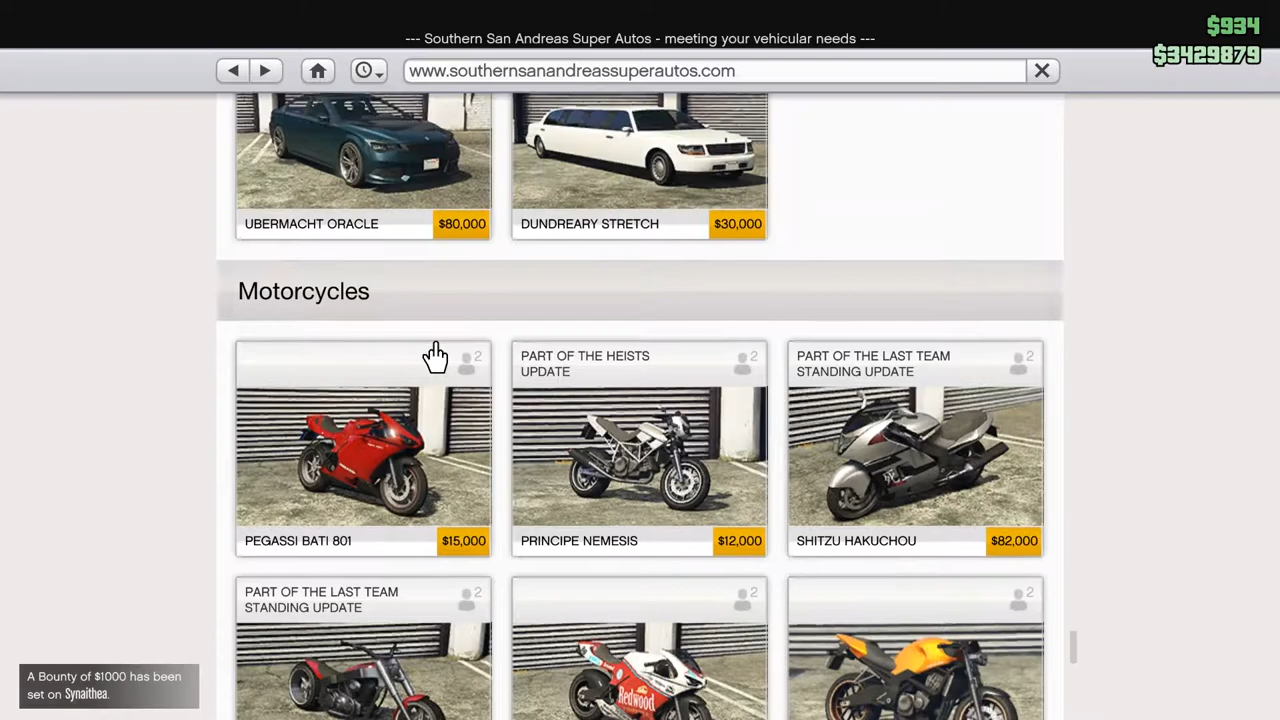 $934
--- Southern San Andreas Super Autos - meeting your vehicular needs ---
$3429879
www.southernsanandreassuperautos.com
UBERMACHT ORACLE
$80,000
DUNDREARY STRETCH
$30,000
Motorcycles
2
PART OF THE HEISTS
UPDATE
2
PART OF THE LAST TEAM
STANDING UPDATE
2
PEGASSI BATI 801
$15,000
PRINCIPE NEMESIS
$12,000
SHITZU HAKUCHOU
$82,000
PART OF THE LAST TEAM
STANDING UPDATE
2
2
2
Redwood
A Bounty of $1000 has been
set on Synaithea.